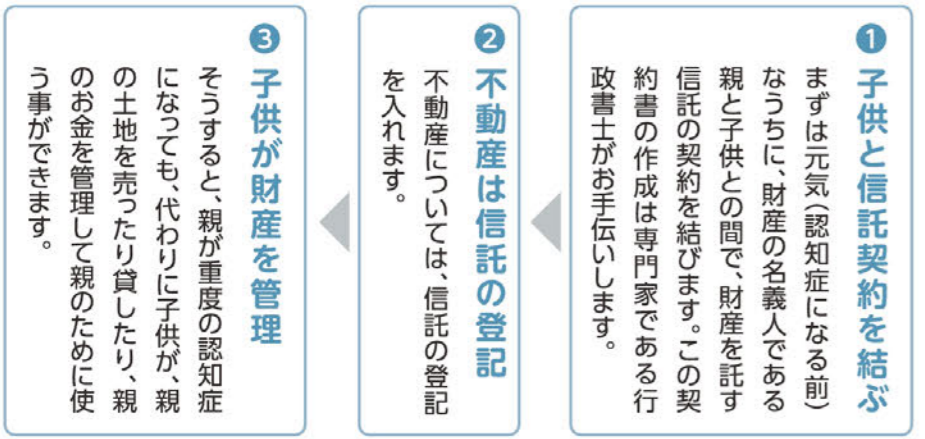 ❶ 子供と信託契約を結ぶ
まずは元気(認知症になる前)
なうちに、財産の名義人である
親と子供との間で、財産を託す
信託の契約を結びます。この契
約書の作成は専門家である行
政書士がお手伝いします。
❷ 不動産は信託の登記
不動産については、信託の登記
を入れます。
❸ 子供が財産を管理
そうすると、親が重度の認知症
になっても、代わりに子供が、親
の土地を売ったり貸したり、親
のお金を管理して親のために使
う事ができます。